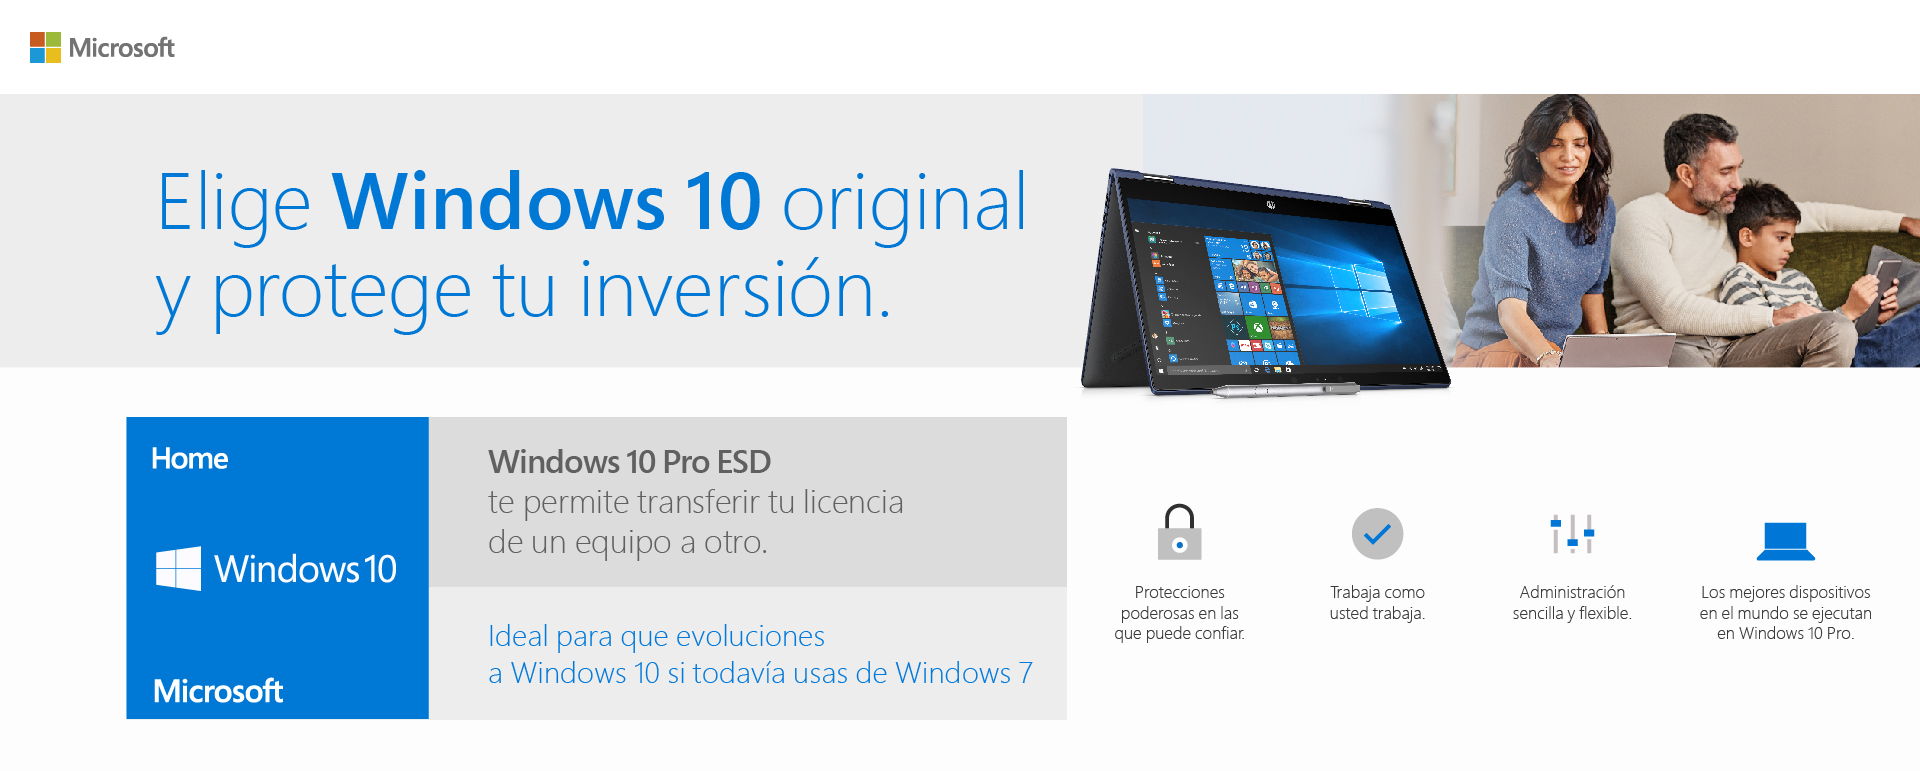 Microsoft
Elige Windows 10 original
y protege tu inversión.
Home
Windows 10
Microsoft
Windows 10 Pro ESD
te permite transferir tu licencia
de un equipo a otro.
Ideal para que evoluciones
a Windows 10 si todavía usas de Windows 7
Protecciones
poderosas en las
que puede confiar.
Trabaja como
usted trabaja.
Administración
sencilla y flexible.
Los mejores dispositivos
en el mundo se ejecutan
en Windows 10 Pro.